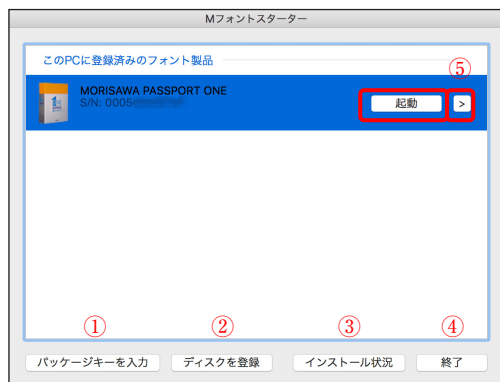 Mフォントスターター
このPCに登録済みのフォント製品
⑤
MORISAWA PASSPORT ONE
S/N: 0005
起動 >
① ② ③ ④
パッケージキーを入力 ディスクを登録 インストール状況 終了